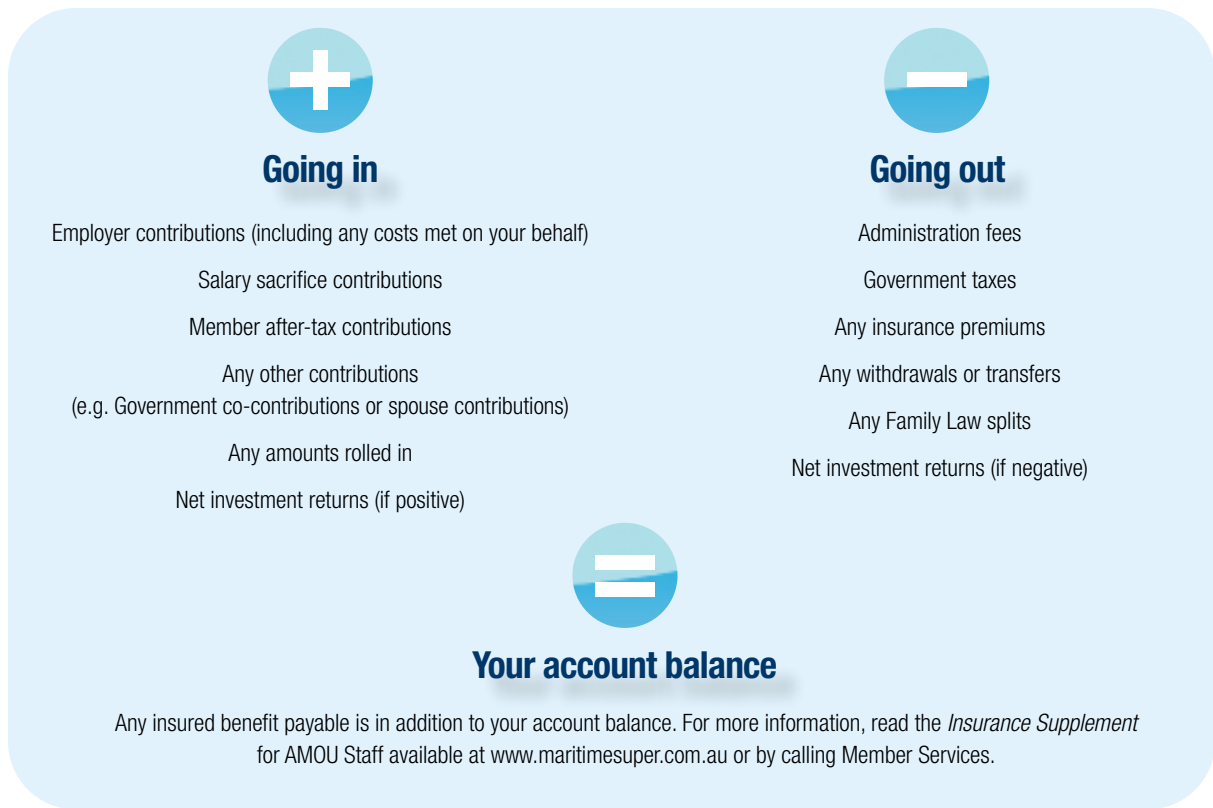 Going in
Employer contributions (including any costs met on your behalf)
Salary sacrifice contributions
Member after-tax contributions
Any other contributions
(e.g. Government co-contributions or spouse contributions)
Any amounts rolled in
Net investment returns (if positive)
Going out
Administration fees
Government taxes
Any insurance premiums
Any withdrawals or transfers
Any Family Law splits
Net investment returns (if negative)
Your account balance
Any insured benefit payable is in addition to your account balance. For more information, read the Insurance Supplement
for AMOU Staff available at www.maritimesuper.com.au or by calling Member Services.